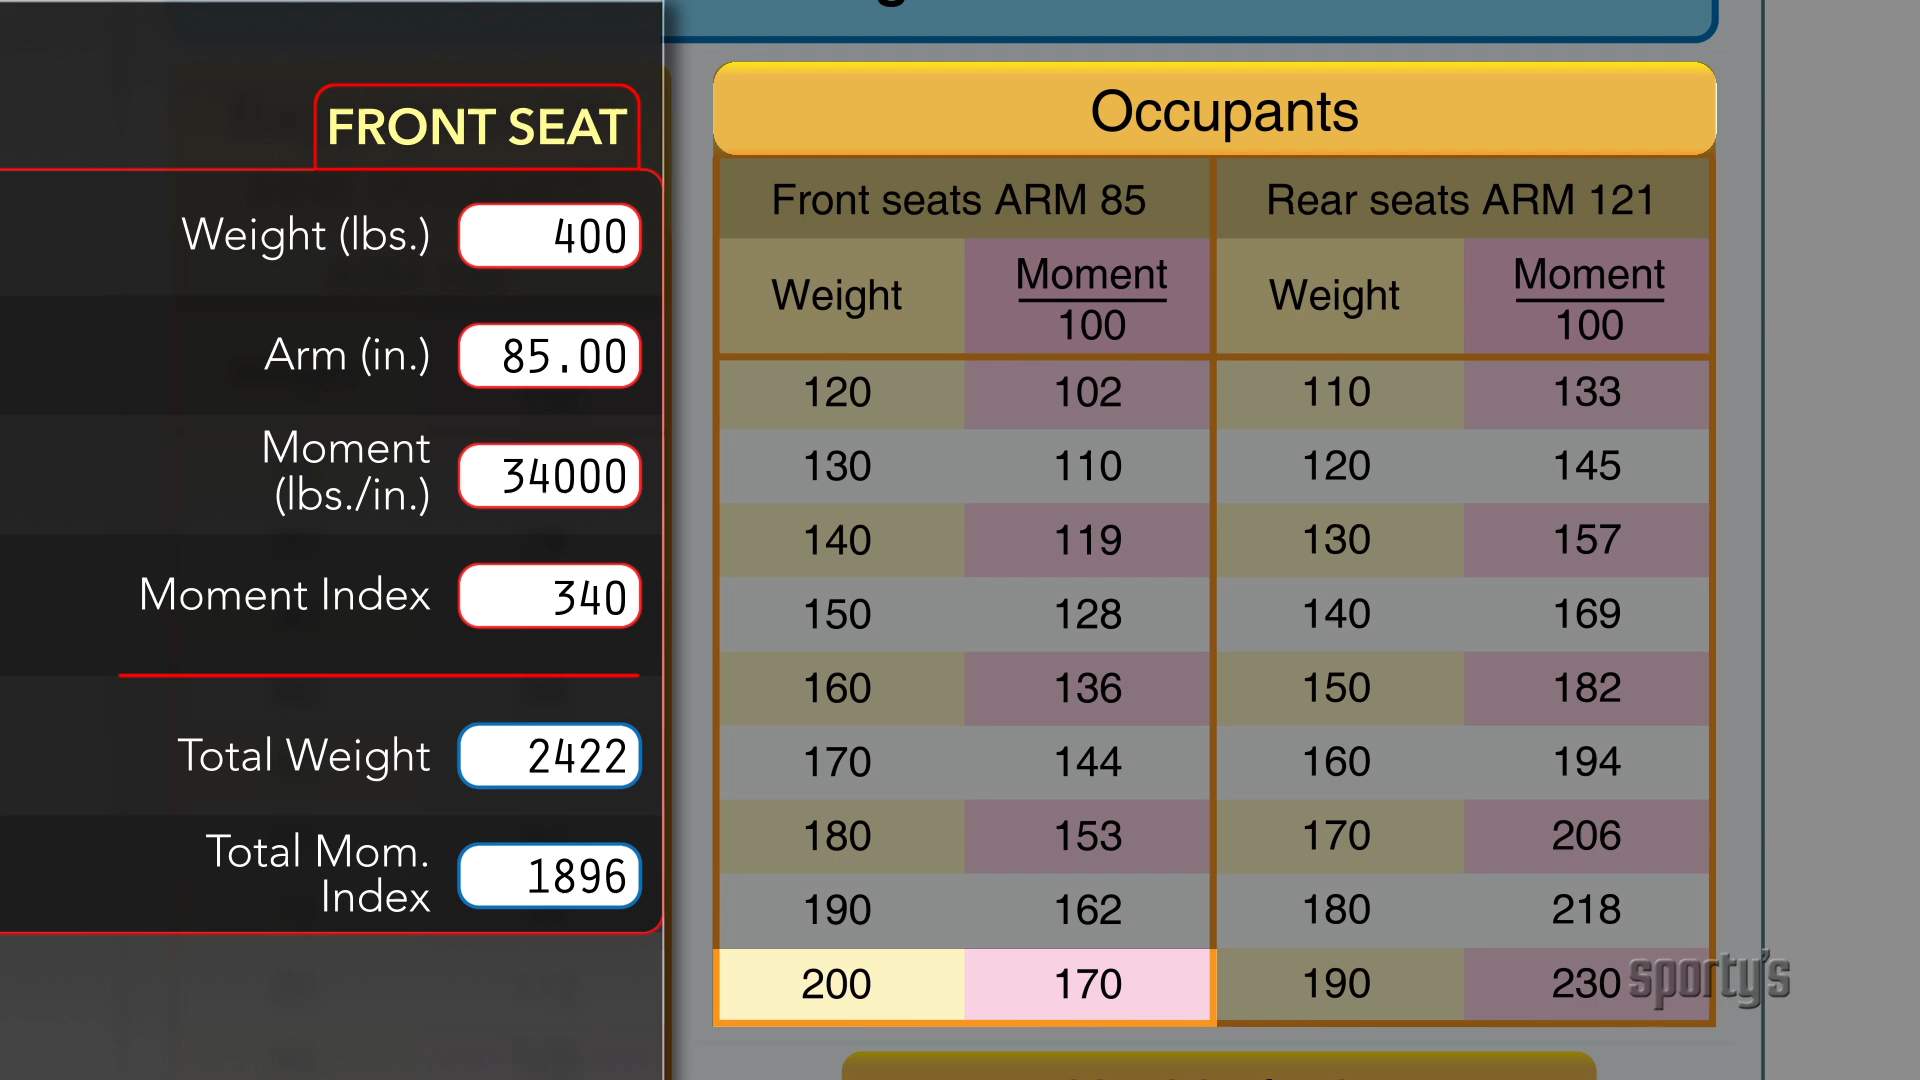 FRONT SEAT
Weight (lbs.) 400
Arm (in.) 85.00
Moment
(lbs./in.) 34000
Moment Index 340
Total Weight 2422
Total Mom.
Index 1896
Occupants
Front seats ARM 85 Rear seats ARM 121
Weight Moment Weight Moment
100 100
120 102 110 133
130 110 120 145
140 119 130 157
150 128 140 169
160 136 150 182
170 144 160 194
180 153 170 206
190 162 180 218
200 170 190 230
sporty's